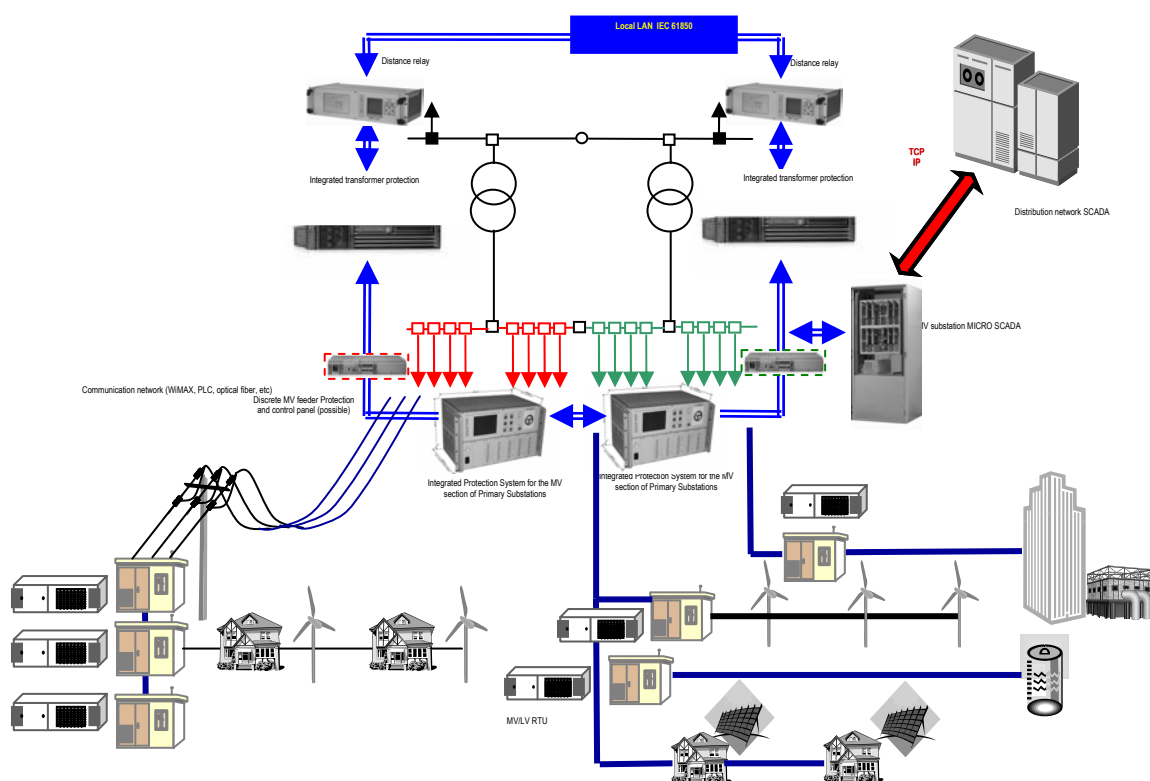 Local LAN IEC 61850
Distance relay
Distance relay
TCP
IP
Integrated transformer protection
Integrated transformer protection
Distribution network SCADA
substation MICRO SCADA
Communication network (WiMAX, PLC, optical fiber, etc)
Discrete MV feeder Protection
and control panel (possible)
Integrated Protection System for the MV
section of Primary Substations
Integrated Protection System for the MV
section of Primary Substations
MV/LV RTU